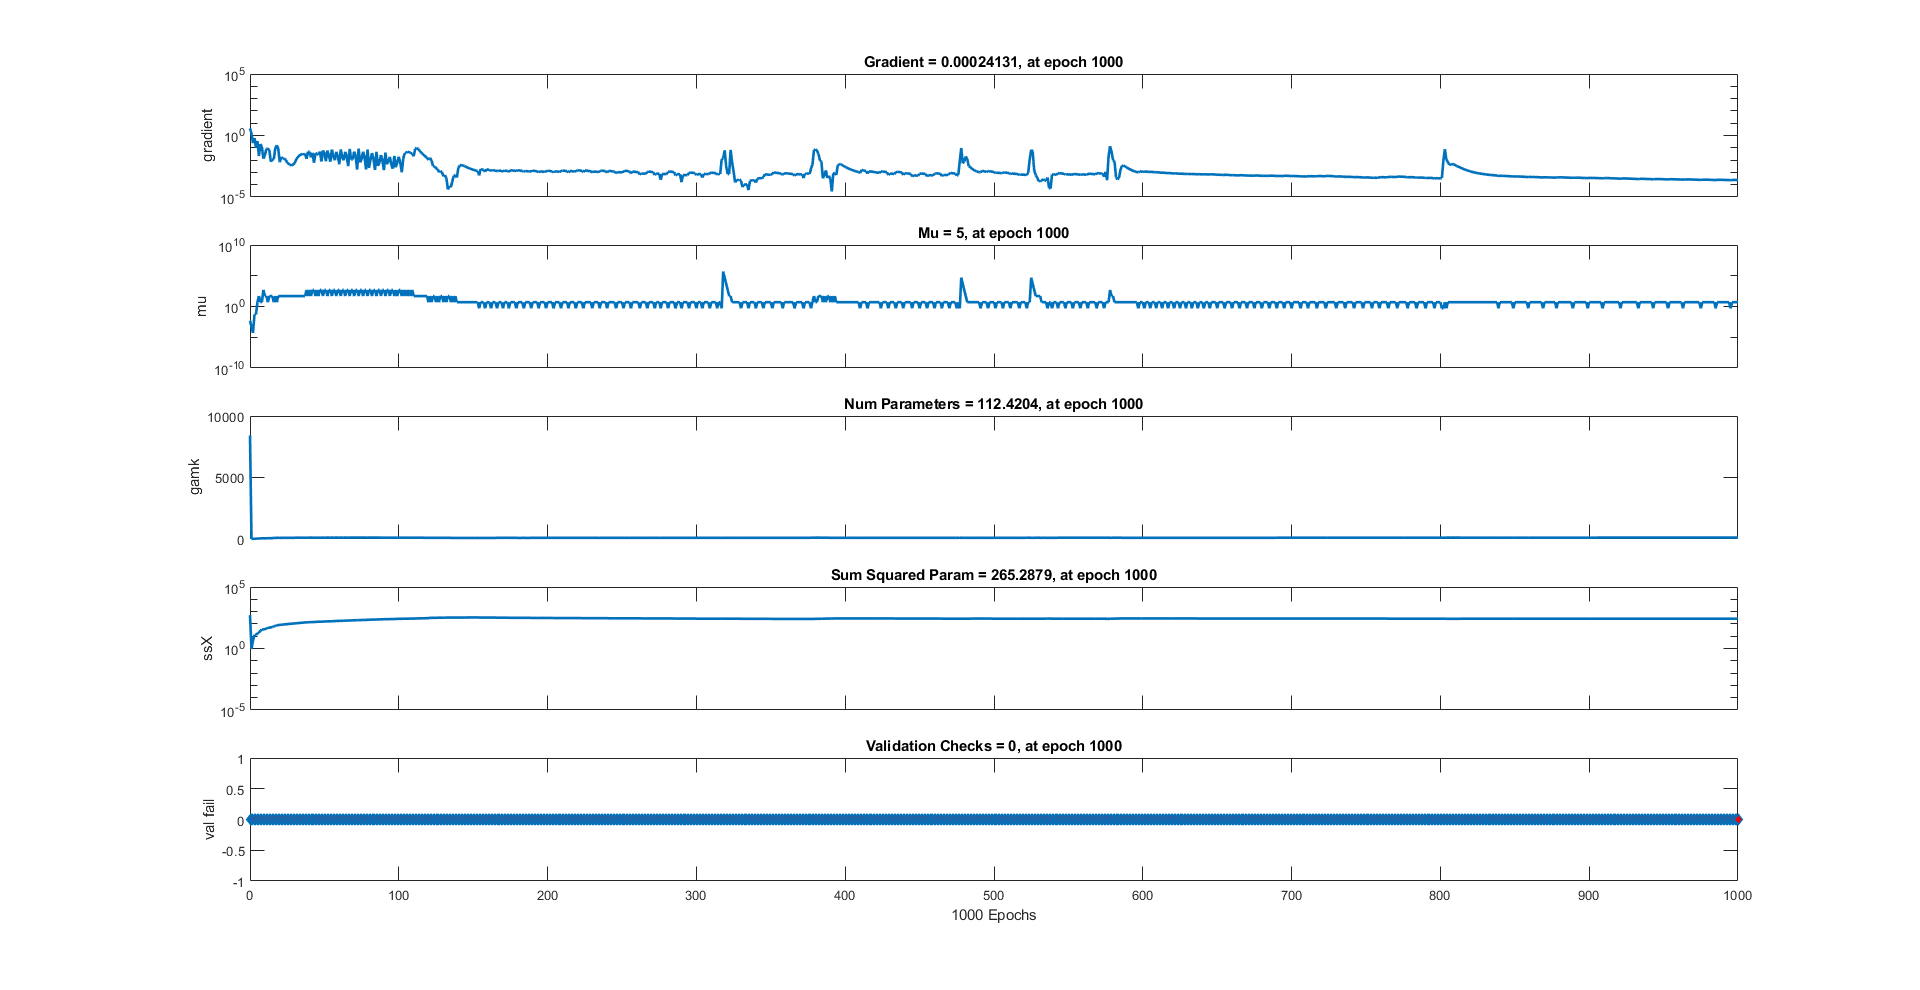 Gradient = 0.00024131, at epoch 1000
10^5
10^0
10^-5
gradient
Mu = 5, at epoch 1000
10^10
10^0
10^-10
mu
Num Parameters = 112.4204, at epoch 1000
10000
5000
0
gamk
Sum Squared Param = 265.2879, at epoch 1000
10^5
10^0
10^-5
ssX
Validation Checks = 0, at epoch 1000
1
0.5
0
-0.5
-1
val fail
0 100 200 300 400 500 600 700 800 900 1000
1000 Epochs